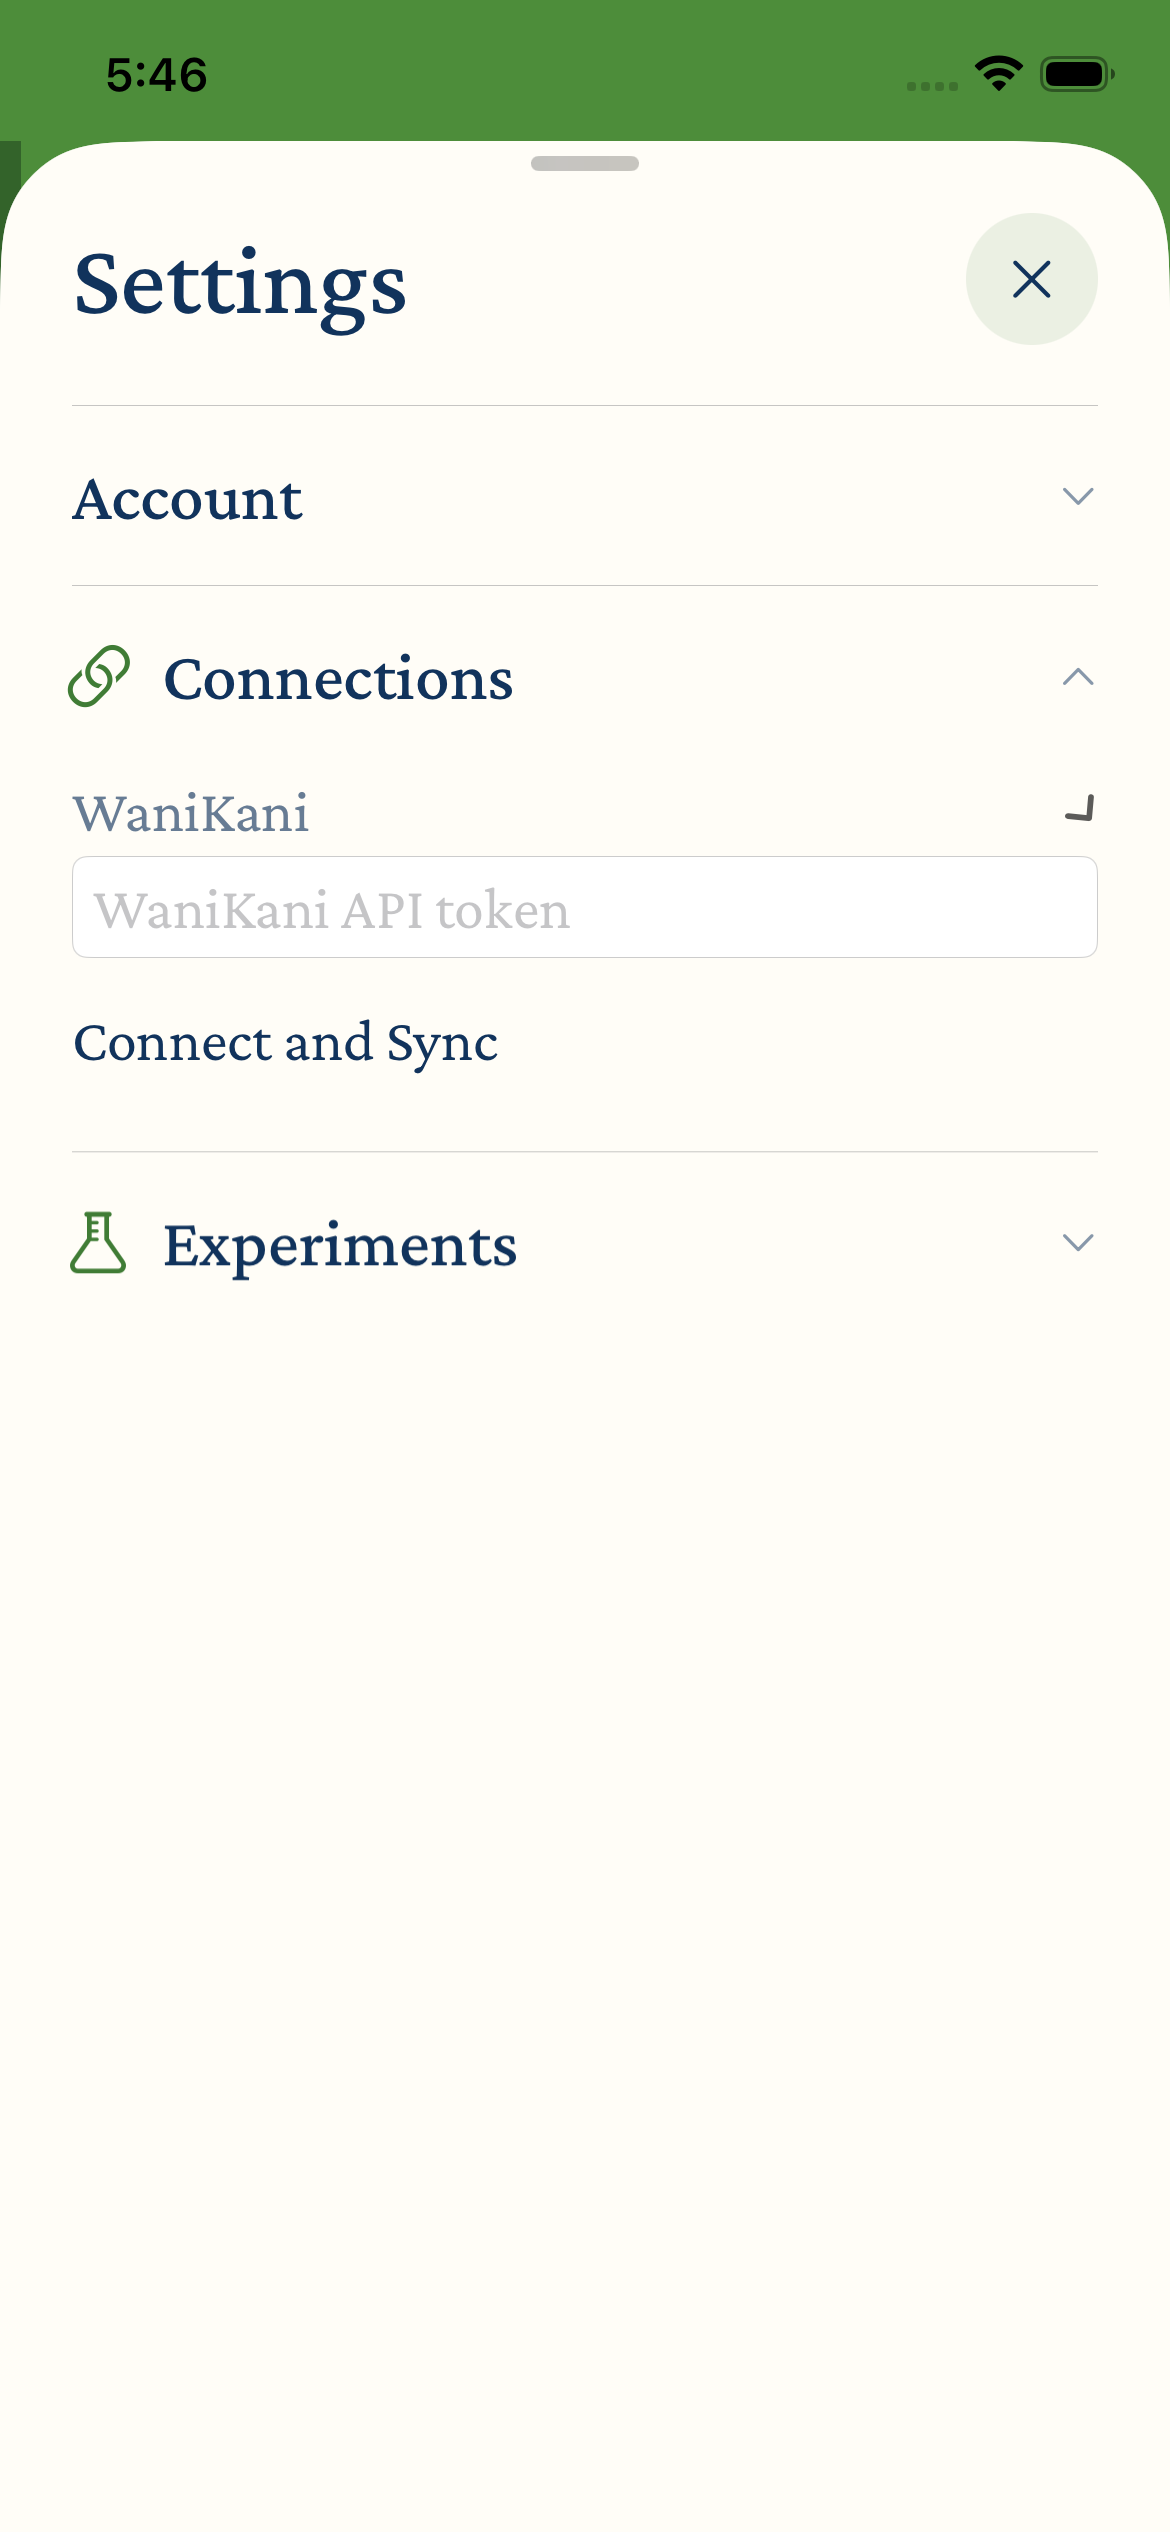 5:46
Settings
Account
Connections
WaniKani
WaniKani API token
Connect and Sync
Experiments